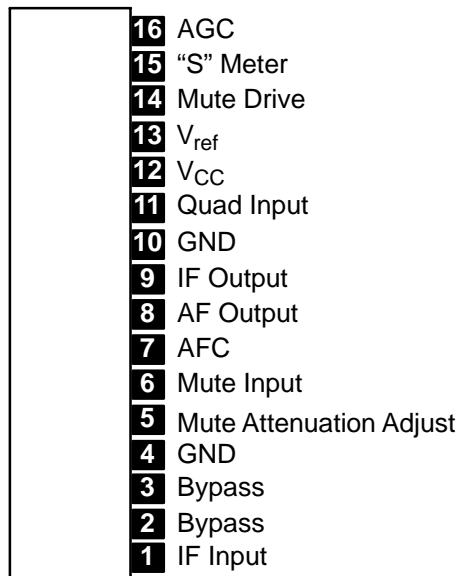 16 AGC
15 “S” Meter
14 Mute Drive
13 Vref
12 VCC
11 Quad Input
10 GND
9 IF Output
8 AF Output
7 AFC
6 Mute Input
5 Mute Attenuation Adjust
4 GND
3 Bypass
2 Bypass
1 IF Input